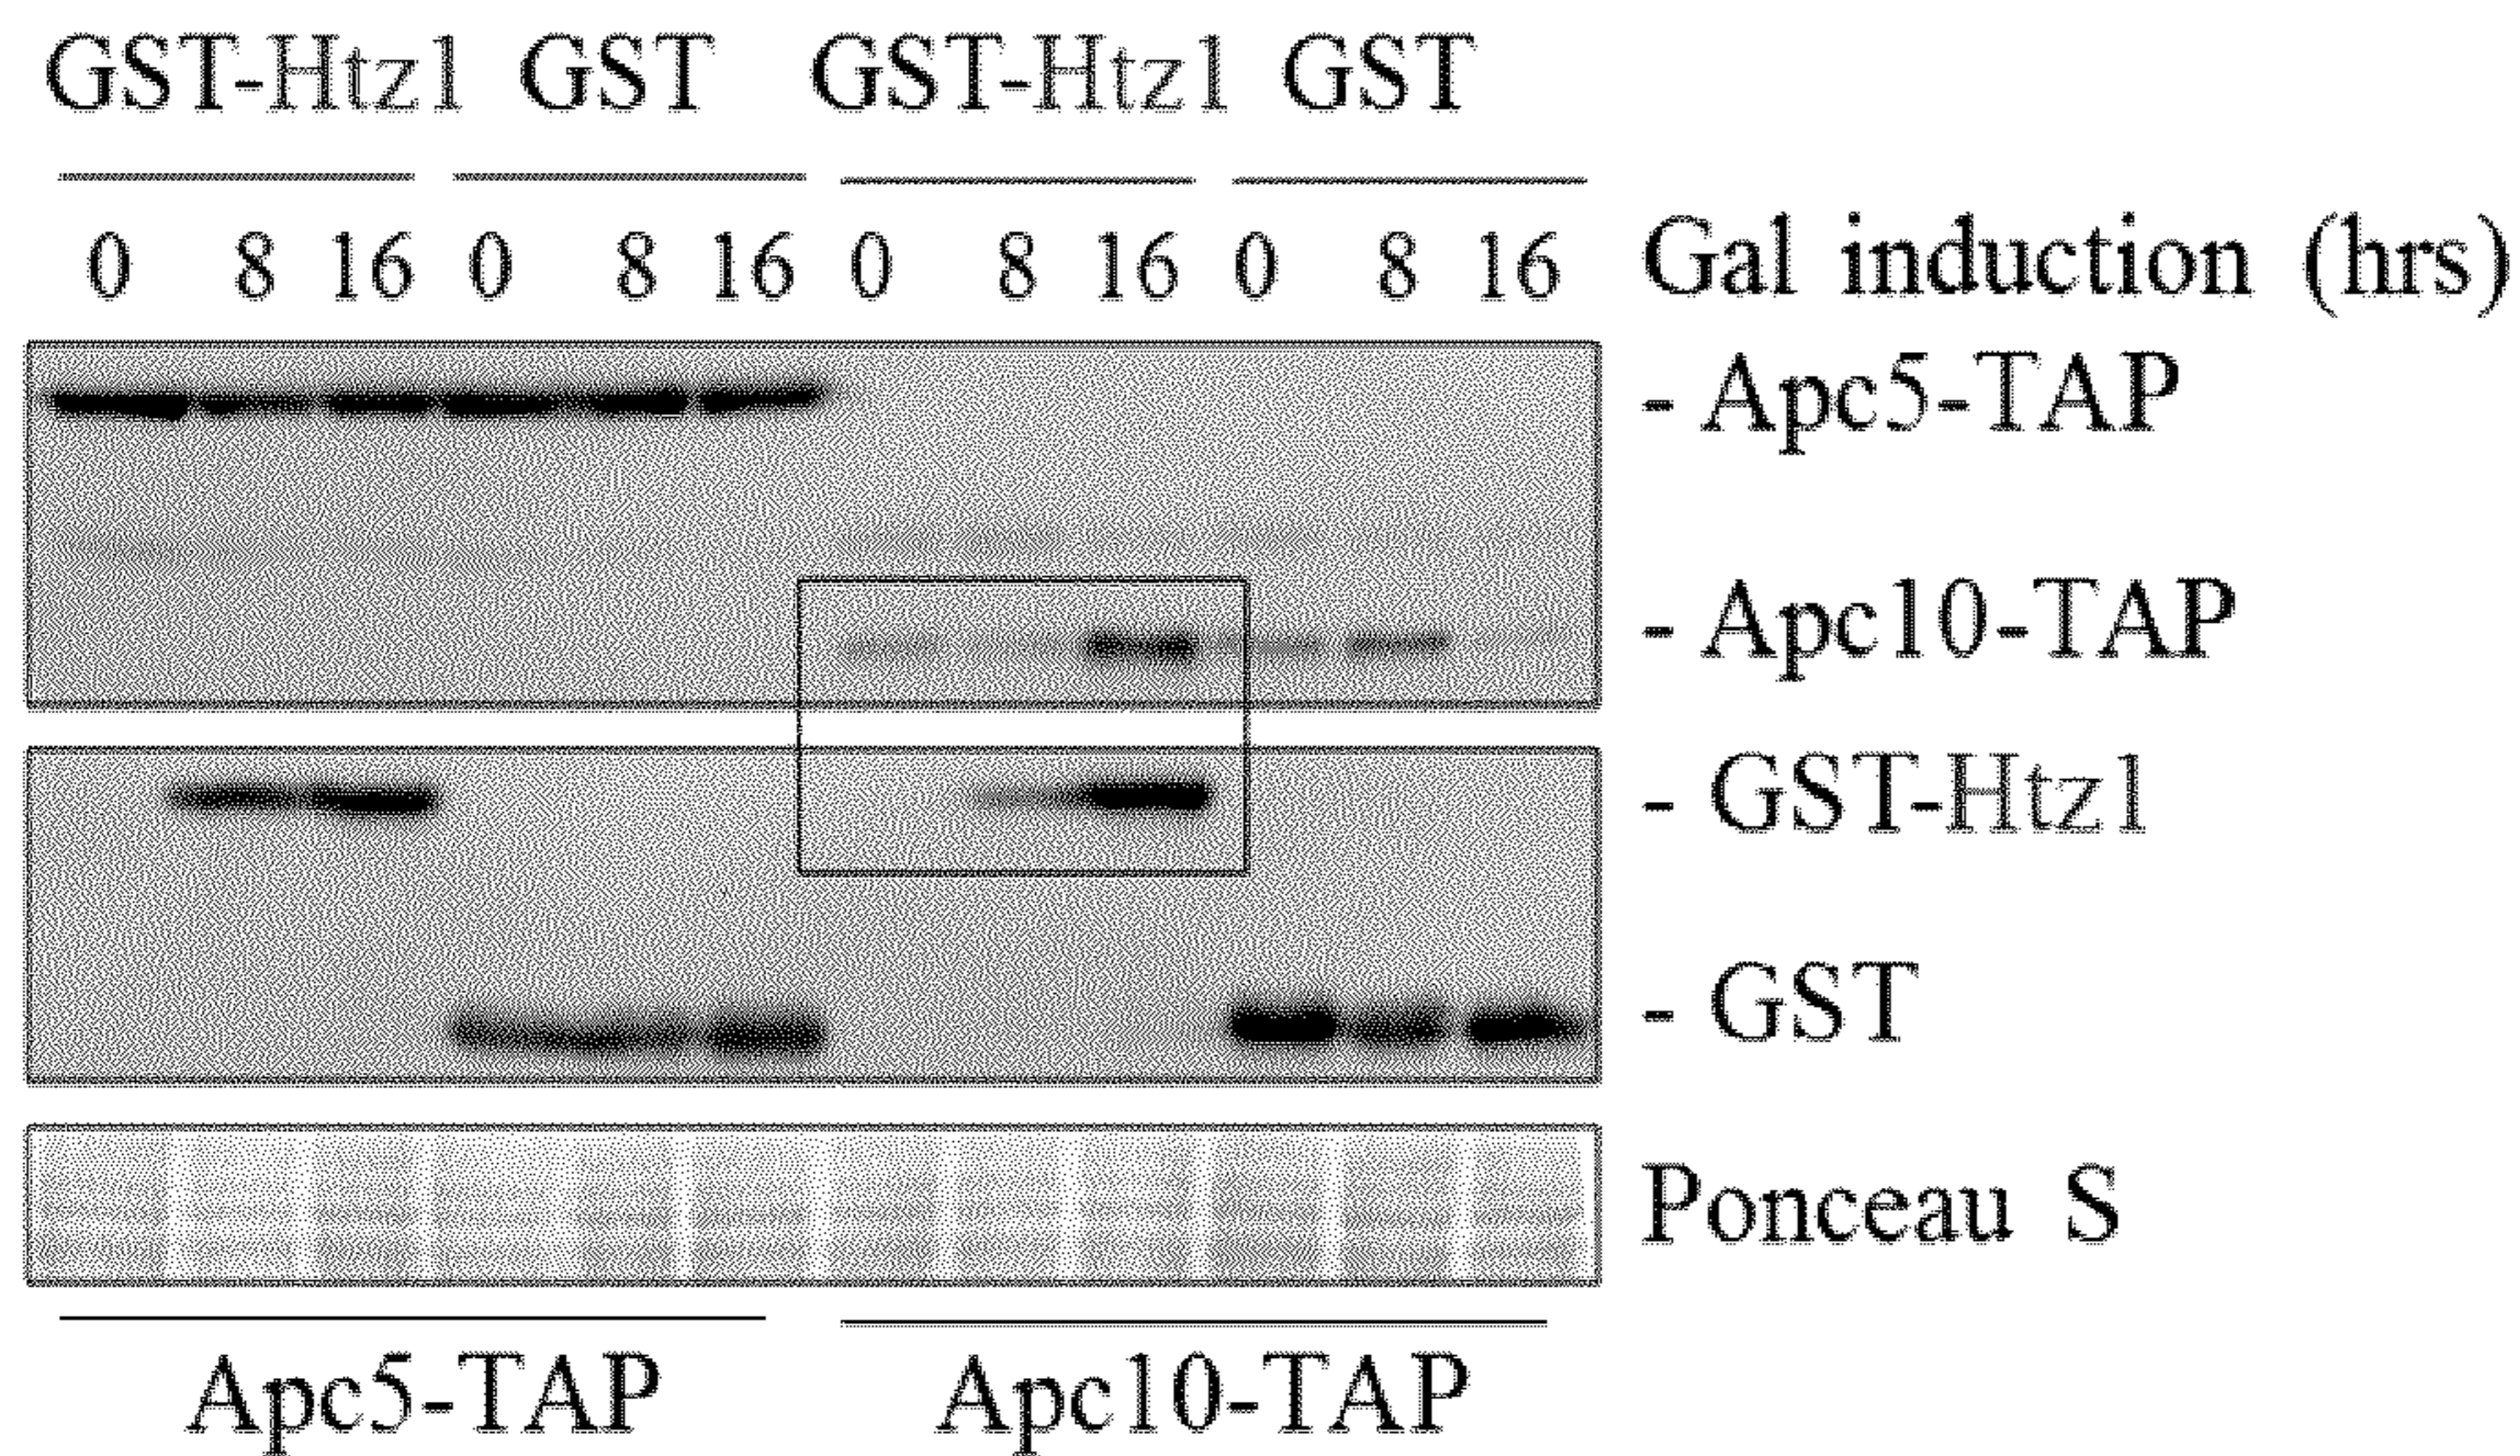 GST-Htz1 GST GST-Htz1 GST
0 8 16 0 8 16 0 8 16 0 8 16 Gal induction (hrs)
- Apc5-TAP
- Apc10-TAP
- GST-Htz1
- GST
Ponceau S
Apc5-TAP Apc10-TAP